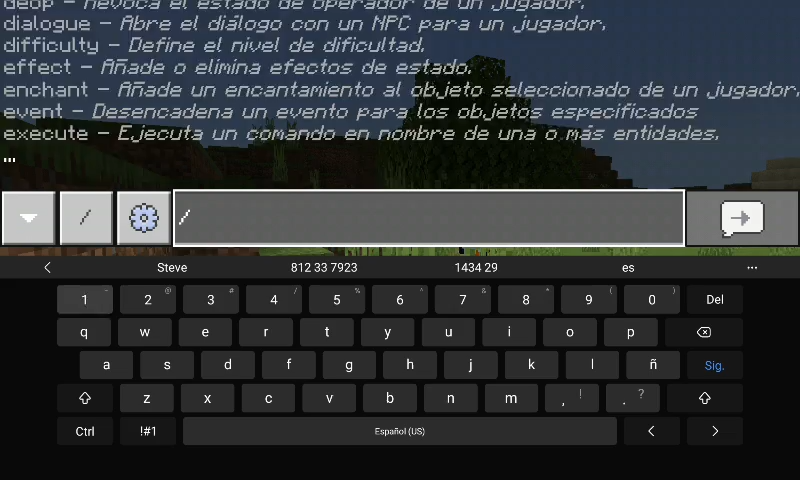 deop – Revoca el estado de operador de un jugador.
dialogue – Abre el diálogo con un NPC para un jugador.
difficulty – Define el nivel de dificultad.
effect – Añade o elimina efectos de estado.
enchant – Añade un encantamiento al objeto seleccionado de un jugador.
event – Desencadena un evento para los objetos especificados
execute – Ejecuta un comando en nombre de una o más entidades.
...
/ /
Steve 812 33 7923 1434 29 es ...
1 ~ 2 @ 3 # 4 / 5 % 6 ^ 7 & 8 * 9 ( 0 ) Del
q w e r t y u i o p
a s d f g h j k l ñ Sig.
z x c v b n m , ! . ?
Ctrl !#1 Español (US) < >